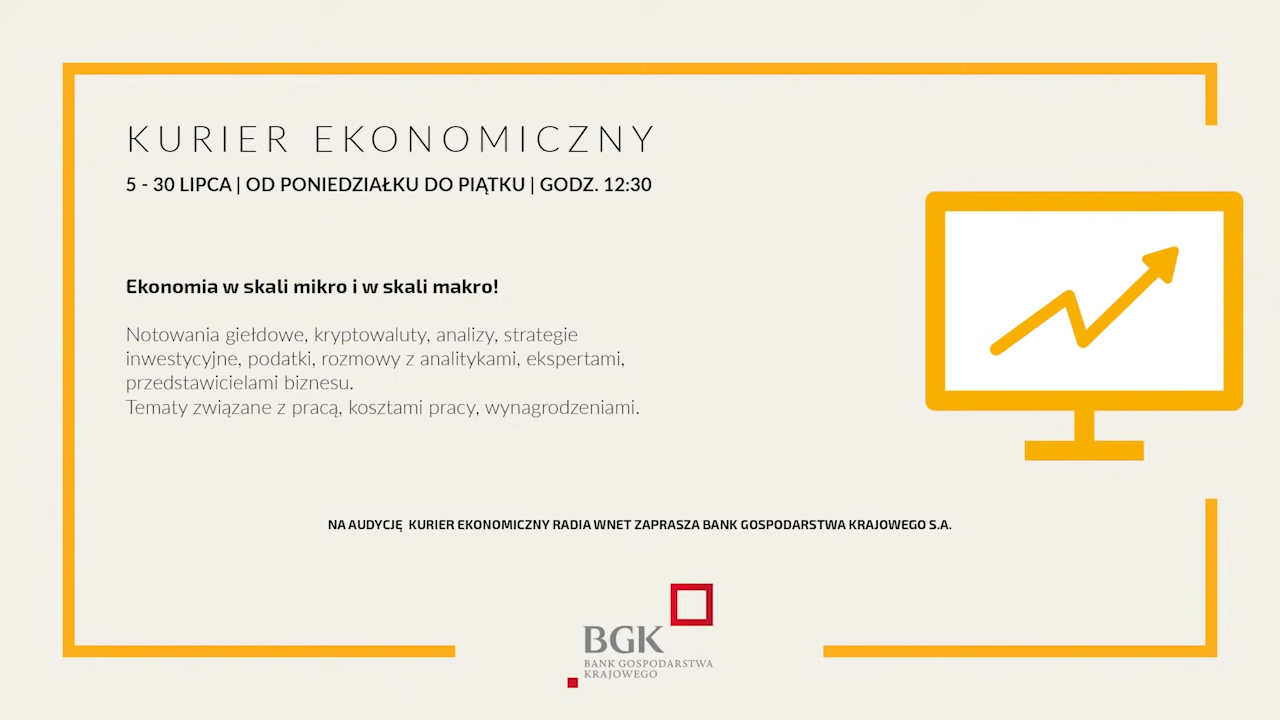 KURIER EKONOMICZNY
5 - 30 LIPCA | OD PONIEDZIAŁKU DO PIĄTKU | GODZ. 12:30
Ekonomia w skali mikro i w skali makro!
Notowania giełdowe, kryptowaluty, analizy, strategie
inwestycyjne, podatki, rozmowy z analitykami, ekspertami,
przedstawicielami biznesu.
Tematy związane z pracą, kosztami pracy, wynagrodzeniami.
NA AUDYCJĘ KURIER EKONOMICZNY RADIA WNET ZAPRASZA BANK GOSPODARSTWA KRAJOWEGO S.A.
BGK
BANK GOSPODARSTWA
KRAJOWEGO